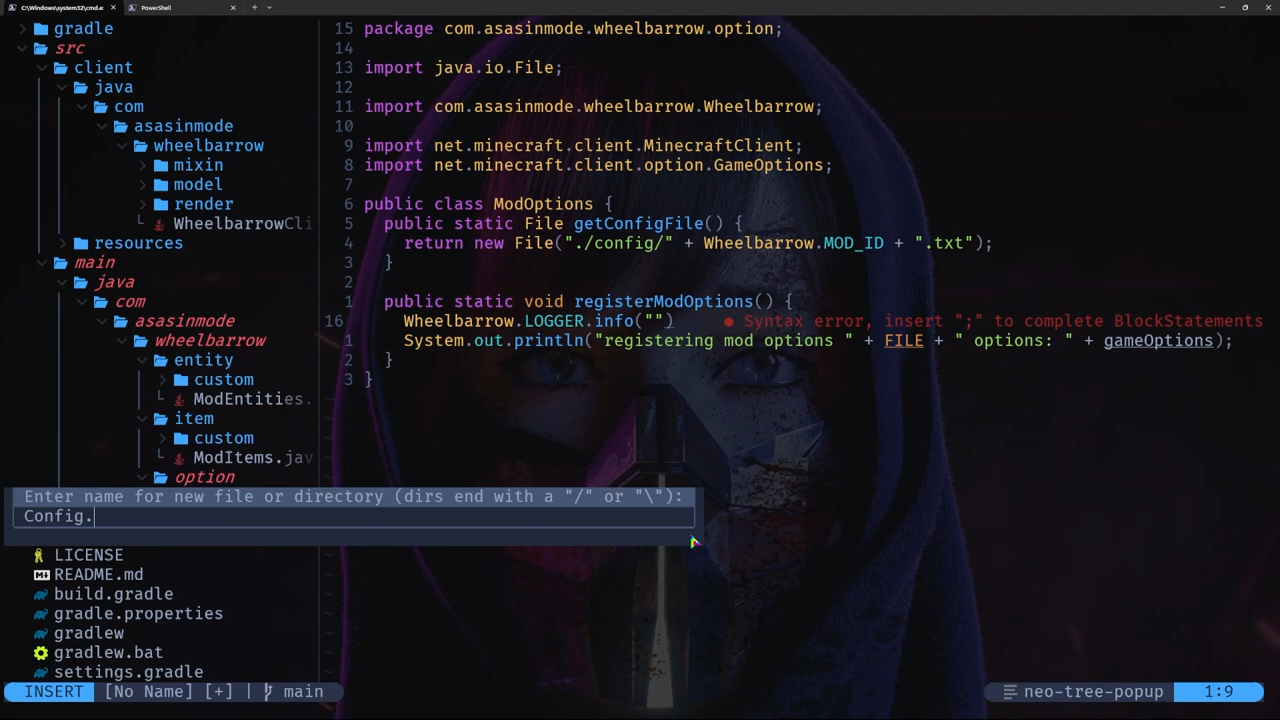 C:\Windows\system32\cmd.e
PowerShell
gradle
src
client
java
com
asasinmode
wheelbarrow
mixin
model
render
WheelbarrowCli
resources
main
java
com
asasinmode
wheelbarrow
entity
custom
ModEntities.
item
custom
ModItems.jav
option
Enter name for new file or directory (dirs end with a "/" or "\"):
Config.
LICENSE
README.md
build.gradle
gradle.properties
gradlew
gradlew.bat
settings.gradle
15 package com.asasinmode.wheelbarrow.option;
14
13 import java.io.File;
12
11 import com.asasinmode.wheelbarrow.Wheelbarrow;
10
9 import net.minecraft.client.MinecraftClient;
8 import net.minecraft.client.option.GameOptions;
7
6 public class ModOptions {
5 public static File getConfigFile() {
4 return new File("./config/" + Wheelbarrow.MOD_ID + ".txt");
3 }
2
1 public static void registerModOptions() {
16 Wheelbarrow.LOGGER.info("") ● Syntax error, insert ";" to complete BlockStatements
1 System.out.println("registering mod options " + FILE + " options: " + gameOptions);
2 }
3 }
INSERT [No Name] [+] | main
neo-tree-popup 1:9